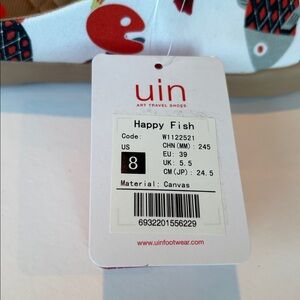 uin
ART TRAVEL SHOES
Happy Fish
Code: W1122521
US 8
CHN(MM): 245
EU: 39
UK: 5.5
CM(JP): 24.5
Material: Canvas
6932201556229
www.uinfootwear.com